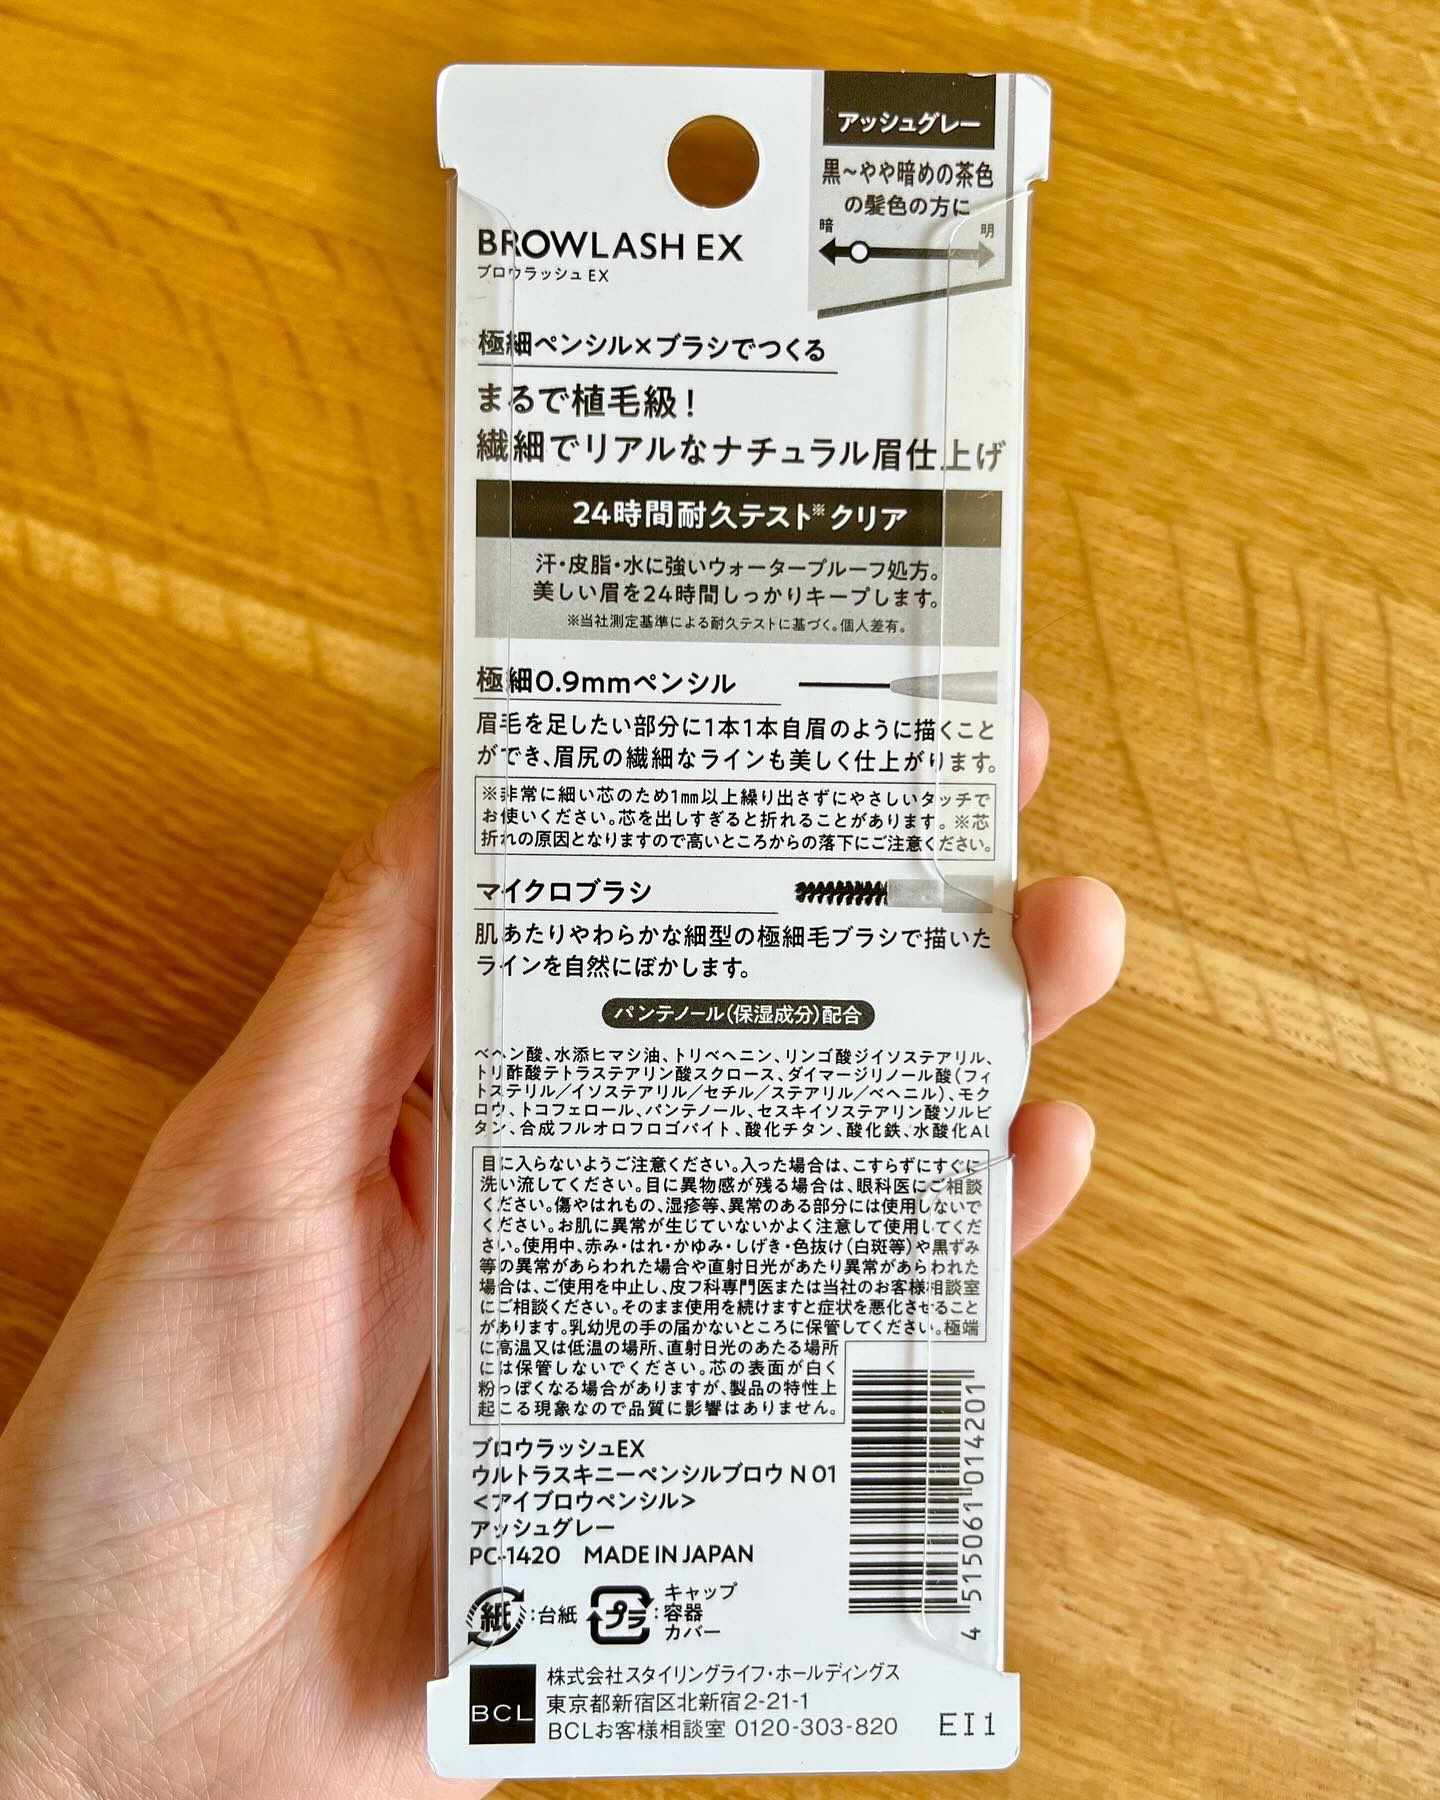 アッシュグレー
黒~やや暗めの茶色
の髪色の方に
暗 明
BROWLASH EX
ブロウラッシュ EX
極細ペンシル×ブラシでつくる
まるで植毛級!
繊細でリアルなナチュラル眉仕上げ
24時間耐久テスト※クリア
汗・皮脂・水に強いウォータープルーフ処方。
美しい眉を24時間しっかりキープします。
※当社測定基準による耐久テストに基づく。個人差有。
極細0.9mmペンシル
眉毛を足したい部分に1本1本自眉のように描くこと
ができ、眉尻の繊細なラインも美しく仕上がります。
※非常に細い芯のため1㎜以上繰り出さずにやさしいタッチで
お使いください。芯を出しすぎると折れることがあります。※芯
折れの原因となりますので高いところからの落下にご注意ください。
マイクロブラシ
肌あたりやわらかな細型の極細毛ブラシで描いた
ラインを自然にぼかします。
パンテノール(保湿成分)配合
ベヘン酸、水添ヒマシ油、トリベヘニン、リンゴ酸ジイソステアリル、
トリ酢酸テトラステアリン酸スクロース、ダイマージリノール酸(フィ
トステリル/イソステアリル/セチル/ステアリル/ベヘニル)、モク
ロウ、トコフェロール、パンテノール、セスキイソステアリン酸ソルビ
タン、合成フルオロフロゴパイト、酸化チタン、酸化鉄、水酸化Al
目に入らないようご注意ください。入った場合は、こすらずにすぐに
洗い流してください。目に異物感が残る場合は、眼科医にご相談
ください。傷やはれもの、湿疹等、異常のある部分には使用しないで
ください。お肌に異常が生じていないかよく注意して使用してくだ
さい。使用中、赤み・はれ・かゆみ・しげき・色抜け(白斑等)や黒ずみ
等の異常があらわれた場合や直射日光があたり異常があらわれた
場合は、ご使用を中止し、皮フ科専門医または当社のお客様相談室
にご相談ください。そのまま使用を続けますと症状を悪化させること
があります。乳幼児の手の届かないところに保管してください。極端
に高温又は低温の場所、直射日光のあたる場所
には保管しないでください。芯の表面が白く
粉っぽくなる場合がありますが、製品の特性上
起こる現象なので品質に影響はありません。
ブロウラッシュEX
ウルトラスキニーペンシルブロウ N 01
<アイブロウペンシル>
アッシュグレー
PC-1420 MADE IN JAPAN
4 515061 014201
紙:台紙 プラ:キャップ
容器
カバー
BCL
株式会社スタイリングライフ・ホールディングス
東京都新宿区北新宿2-21-1
BCLお客様相談室 0120-303-820
EI1